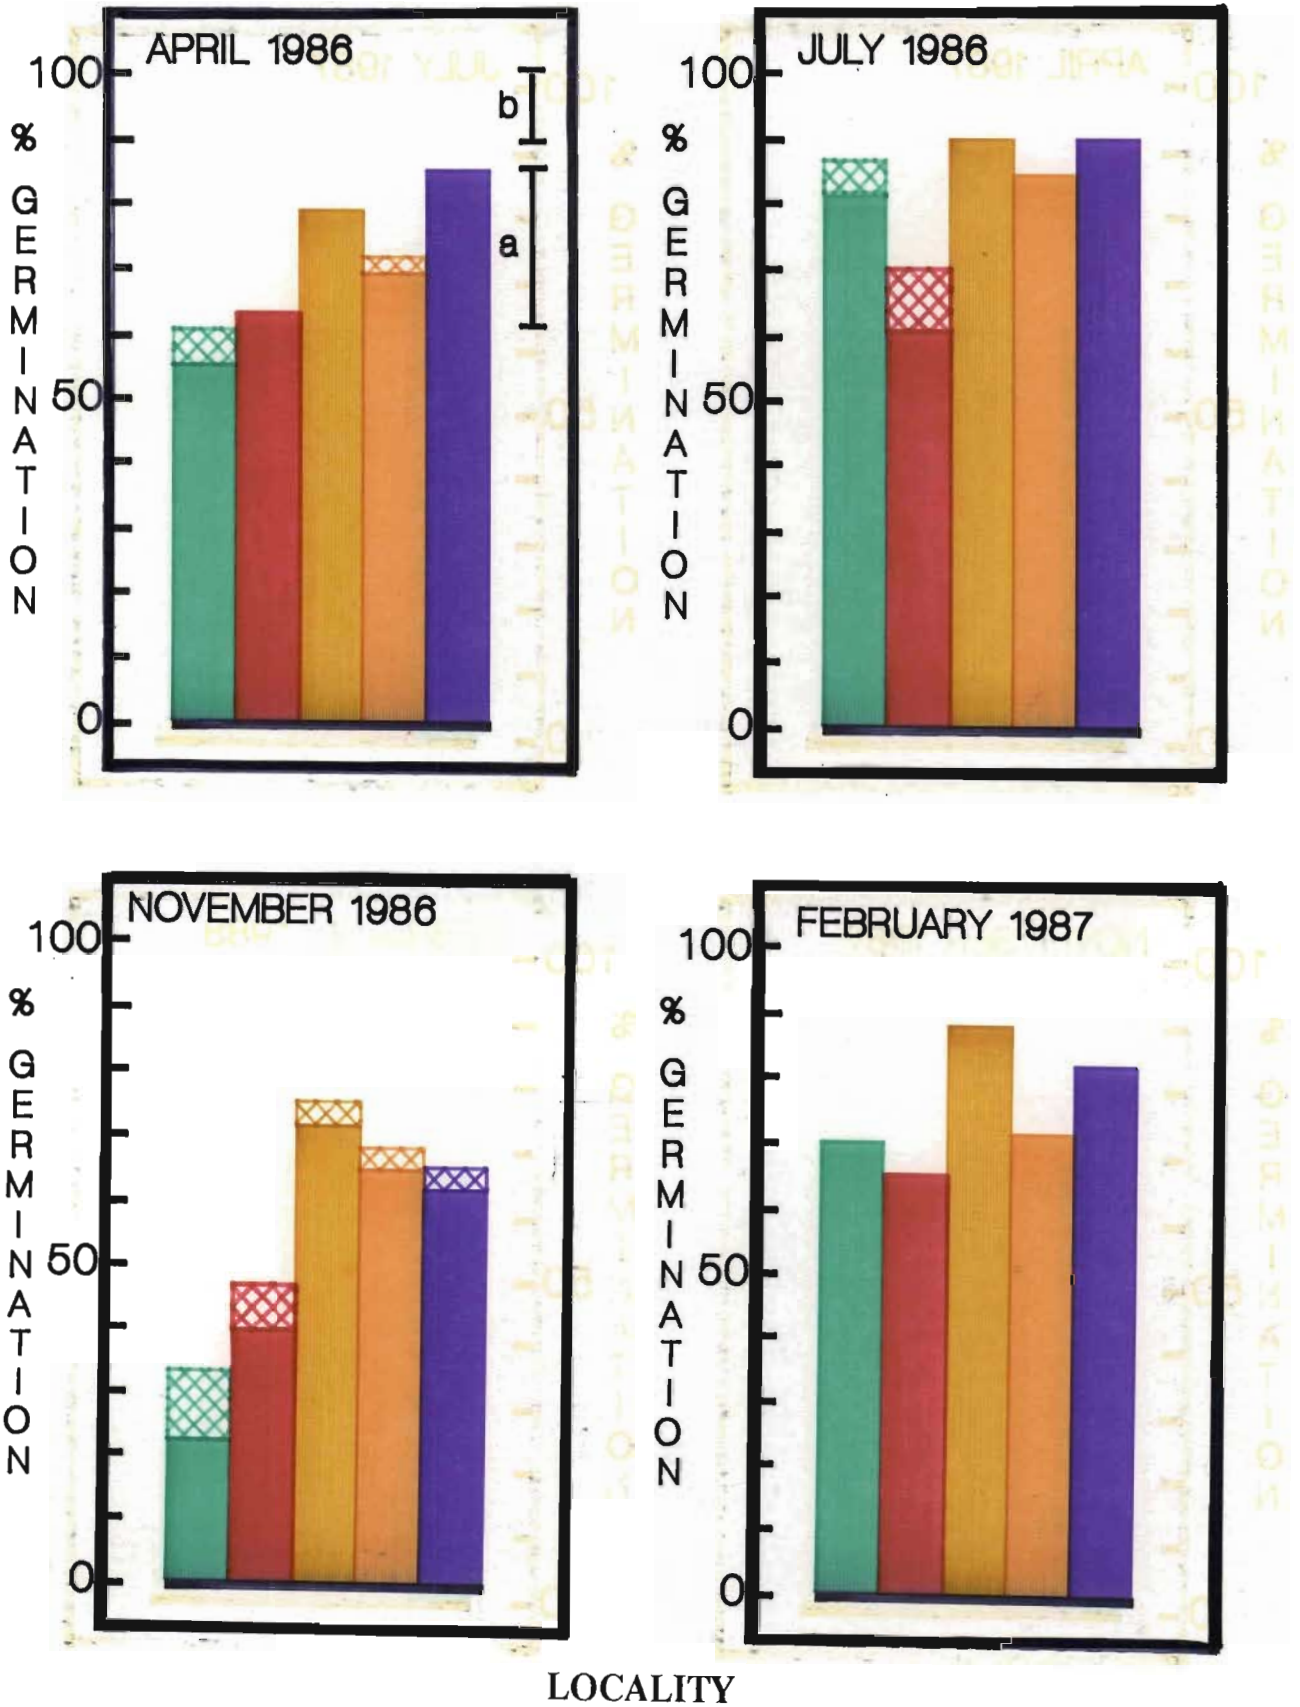 APRIL 1986
100
50
0
% GERMINATION
b
a
JULY 1986
100
50
0
% GERMINATION
NOVEMBER 1986
100
50
0
% GERMINATION
FEBRUARY 1987
100
50
0
% GERMINATION
LOCALITY